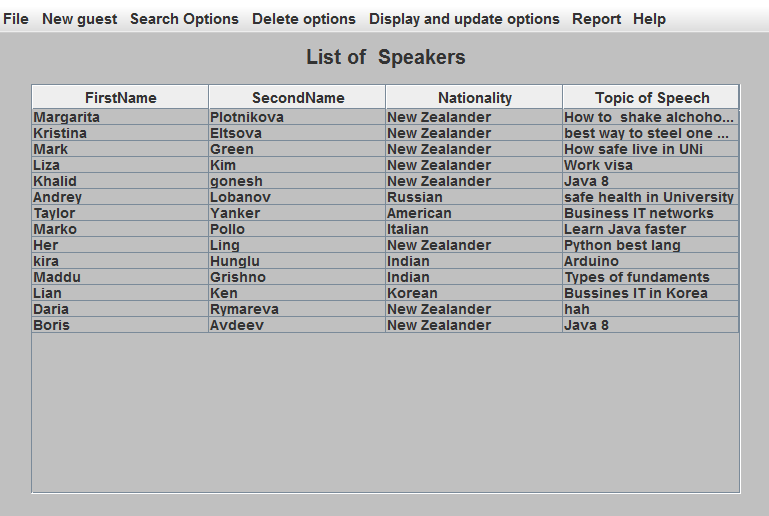 File New guest Search Options Delete options Display and update options Report Help
List of Speakers
FirstName SecondName Nationality Topic of Speech
Margarita Plotnikova New Zealander How to shake alchoho...
Kristina Eltsova New Zealander best way to steel one ...
Mark Green New Zealander How safe live in UNi
Liza Kim New Zealander Work visa
Khalid gonesh New Zealander Java 8
Andrey Lobanov Russian safe health in University
Taylor Yanker American Business IT networks
Marko Pollo Italian Learn Java faster
Her Ling New Zealander Python best lang
kira Hunglu Indian Arduino
Maddu Grishno Indian Types of fundaments
Lian Ken Korean Bussines IT in Korea
Daria Rymareva New Zealander hah
Boris Avdeev New Zealander Java 8